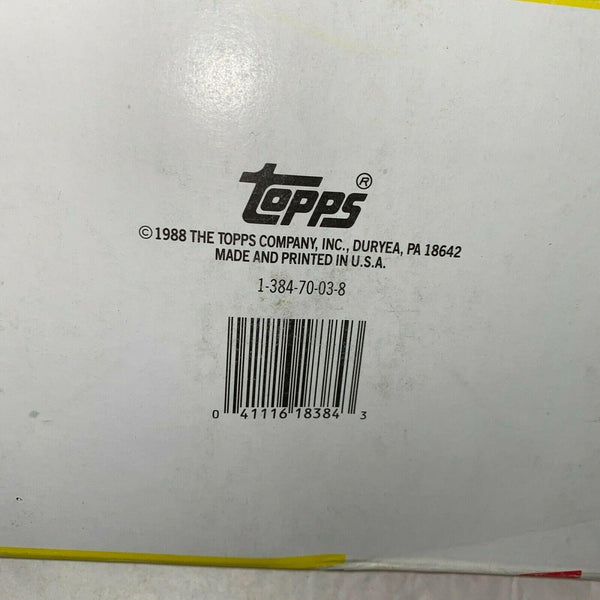 Topps®
© 1988 THE TOPPS COMPANY, INC., DURYEA, PA 18642
MADE AND PRINTED IN U.S.A.
1-384-70-03-8
0 41116 18384 3